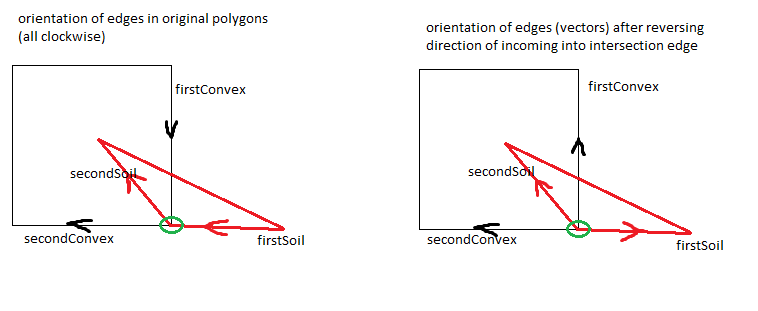 orientation of edges in original polygons
(all clockwise)
firstConvex
secondSoil
secondConvex
firstSoil
orientation of edges (vectors) after reversing
direction of incoming into intersection edge
firstConvex
secondSoil
secondConvex
firstSoil